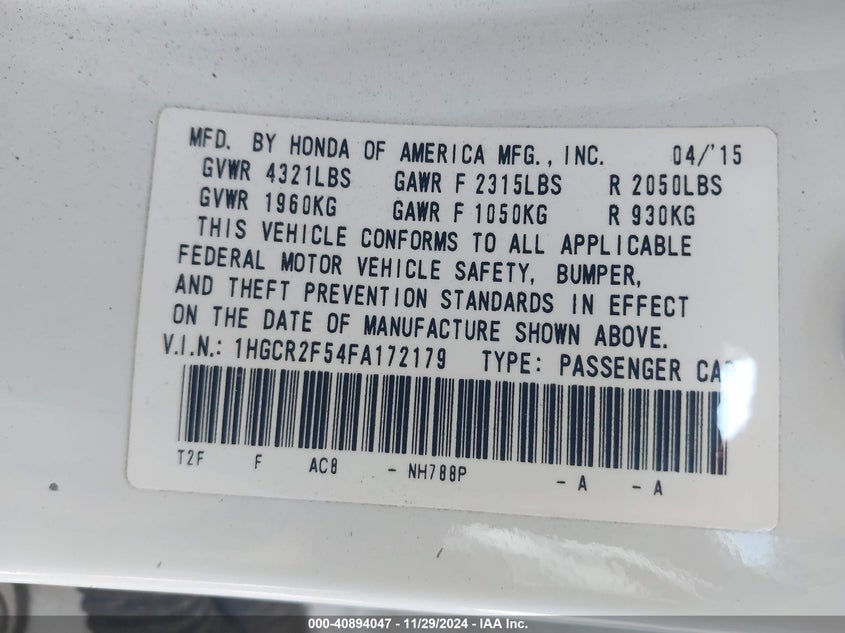 MFD. BY HONDA OF AMERICA MFG., INC. 04/'15
GVWR 4321LBS GAWR F 2315LBS R 2050LBS
GVWR 1960KG GAWR F 1050KG R 930KG
THIS VEHICLE CONFORMS TO ALL APPLICABLE
FEDERAL MOTOR VEHICLE SAFETY, BUMPER,
AND THEFT PREVENTION STANDARDS IN EFFECT
ON THE DATE OF MANUFACTURE SHOWN ABOVE.
V.I.N.: 1HGCR2F54FA172179 TYPE: PASSENGER CAR
T2F F AC8 - NH788P - A - A
000-40894047 - 11/29/2024 - IAA Inc.